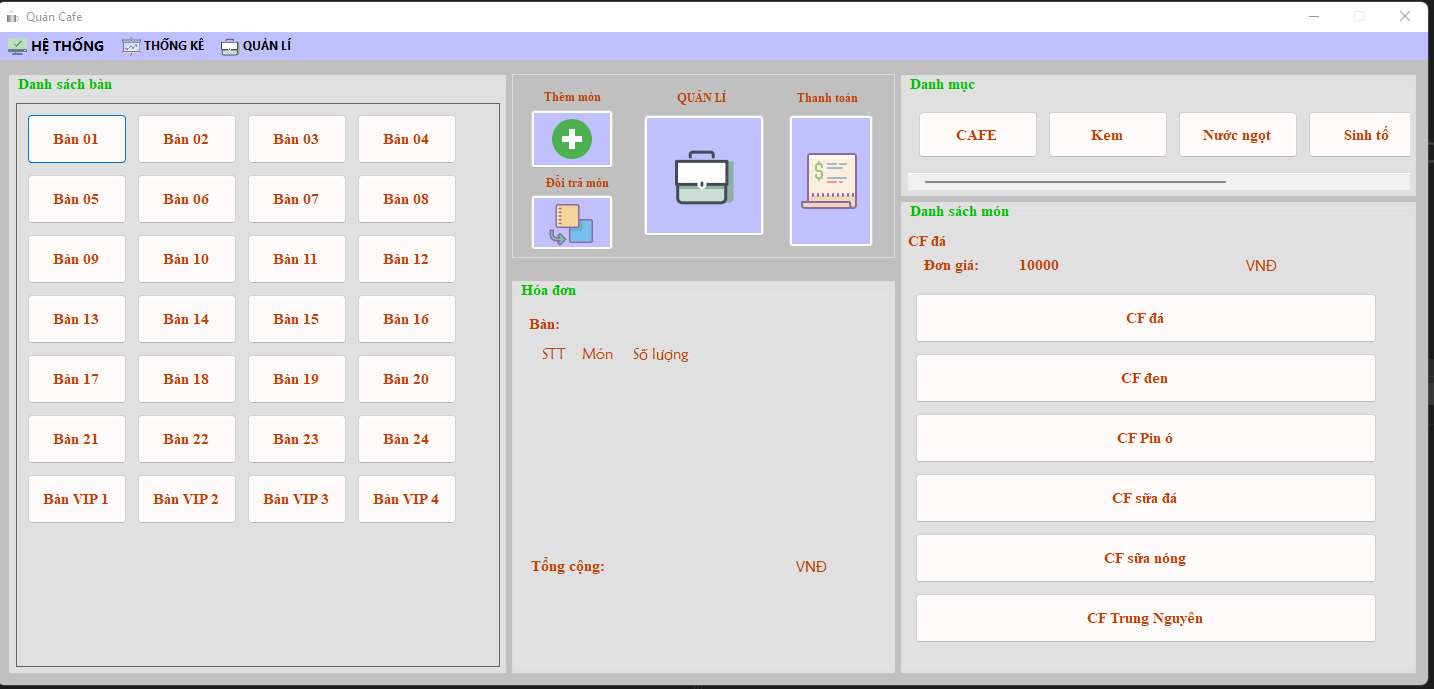 Quán Cafe
HỆ THỐNG THỐNG KÊ QUẢN LÍ
Danh sách bàn
Bàn 01 Bàn 02 Bàn 03 Bàn 04
Bàn 05 Bàn 06 Bàn 07 Bàn 08
Bàn 09 Bàn 10 Bàn 11 Bàn 12
Bàn 13 Bàn 14 Bàn 15 Bàn 16
Bàn 17 Bàn 18 Bàn 19 Bàn 20
Bàn 21 Bàn 22 Bàn 23 Bàn 24
Bàn VIP 1 Bàn VIP 2 Bàn VIP 3 Bàn VIP 4
Thêm món QUẢN LÍ Thanh toán
Đổi trả món
Hóa đơn
Bàn:
STT Món Số lượng
Tổng cộng: VNĐ
Danh mục
CAFE Kem Nước ngọt Sinh tố
Danh sách món
CF đá
Đơn giá: 10000 VNĐ
CF đá
CF đen
CF Pin ó
CF sữa đá
CF sữa nóng
CF Trung Nguyên